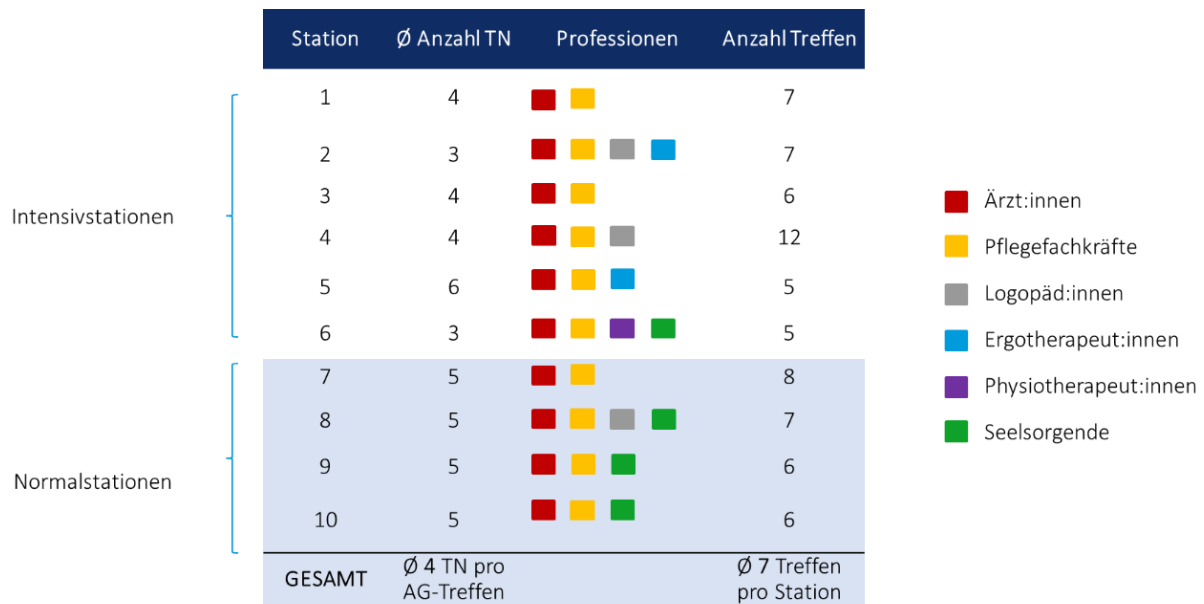 Station Ø Anzahl TN Professionen Anzahl Treffen
1 4 7
2 3 7
3 4 6
4 4 12
5 6 5
6 3 5
7 5 8
8 5 7
9 5 6
10 5 6
GESAMT Ø 4 TN pro AG-Treffen Ø 7 Treffen pro Station
Intensivstationen
Normalstationen
Ärzt:innen
Pflegefachkräfte
Logopäd:innen
Ergotherapeut:innen
Physiotherapeut:innen
Seelsorgende